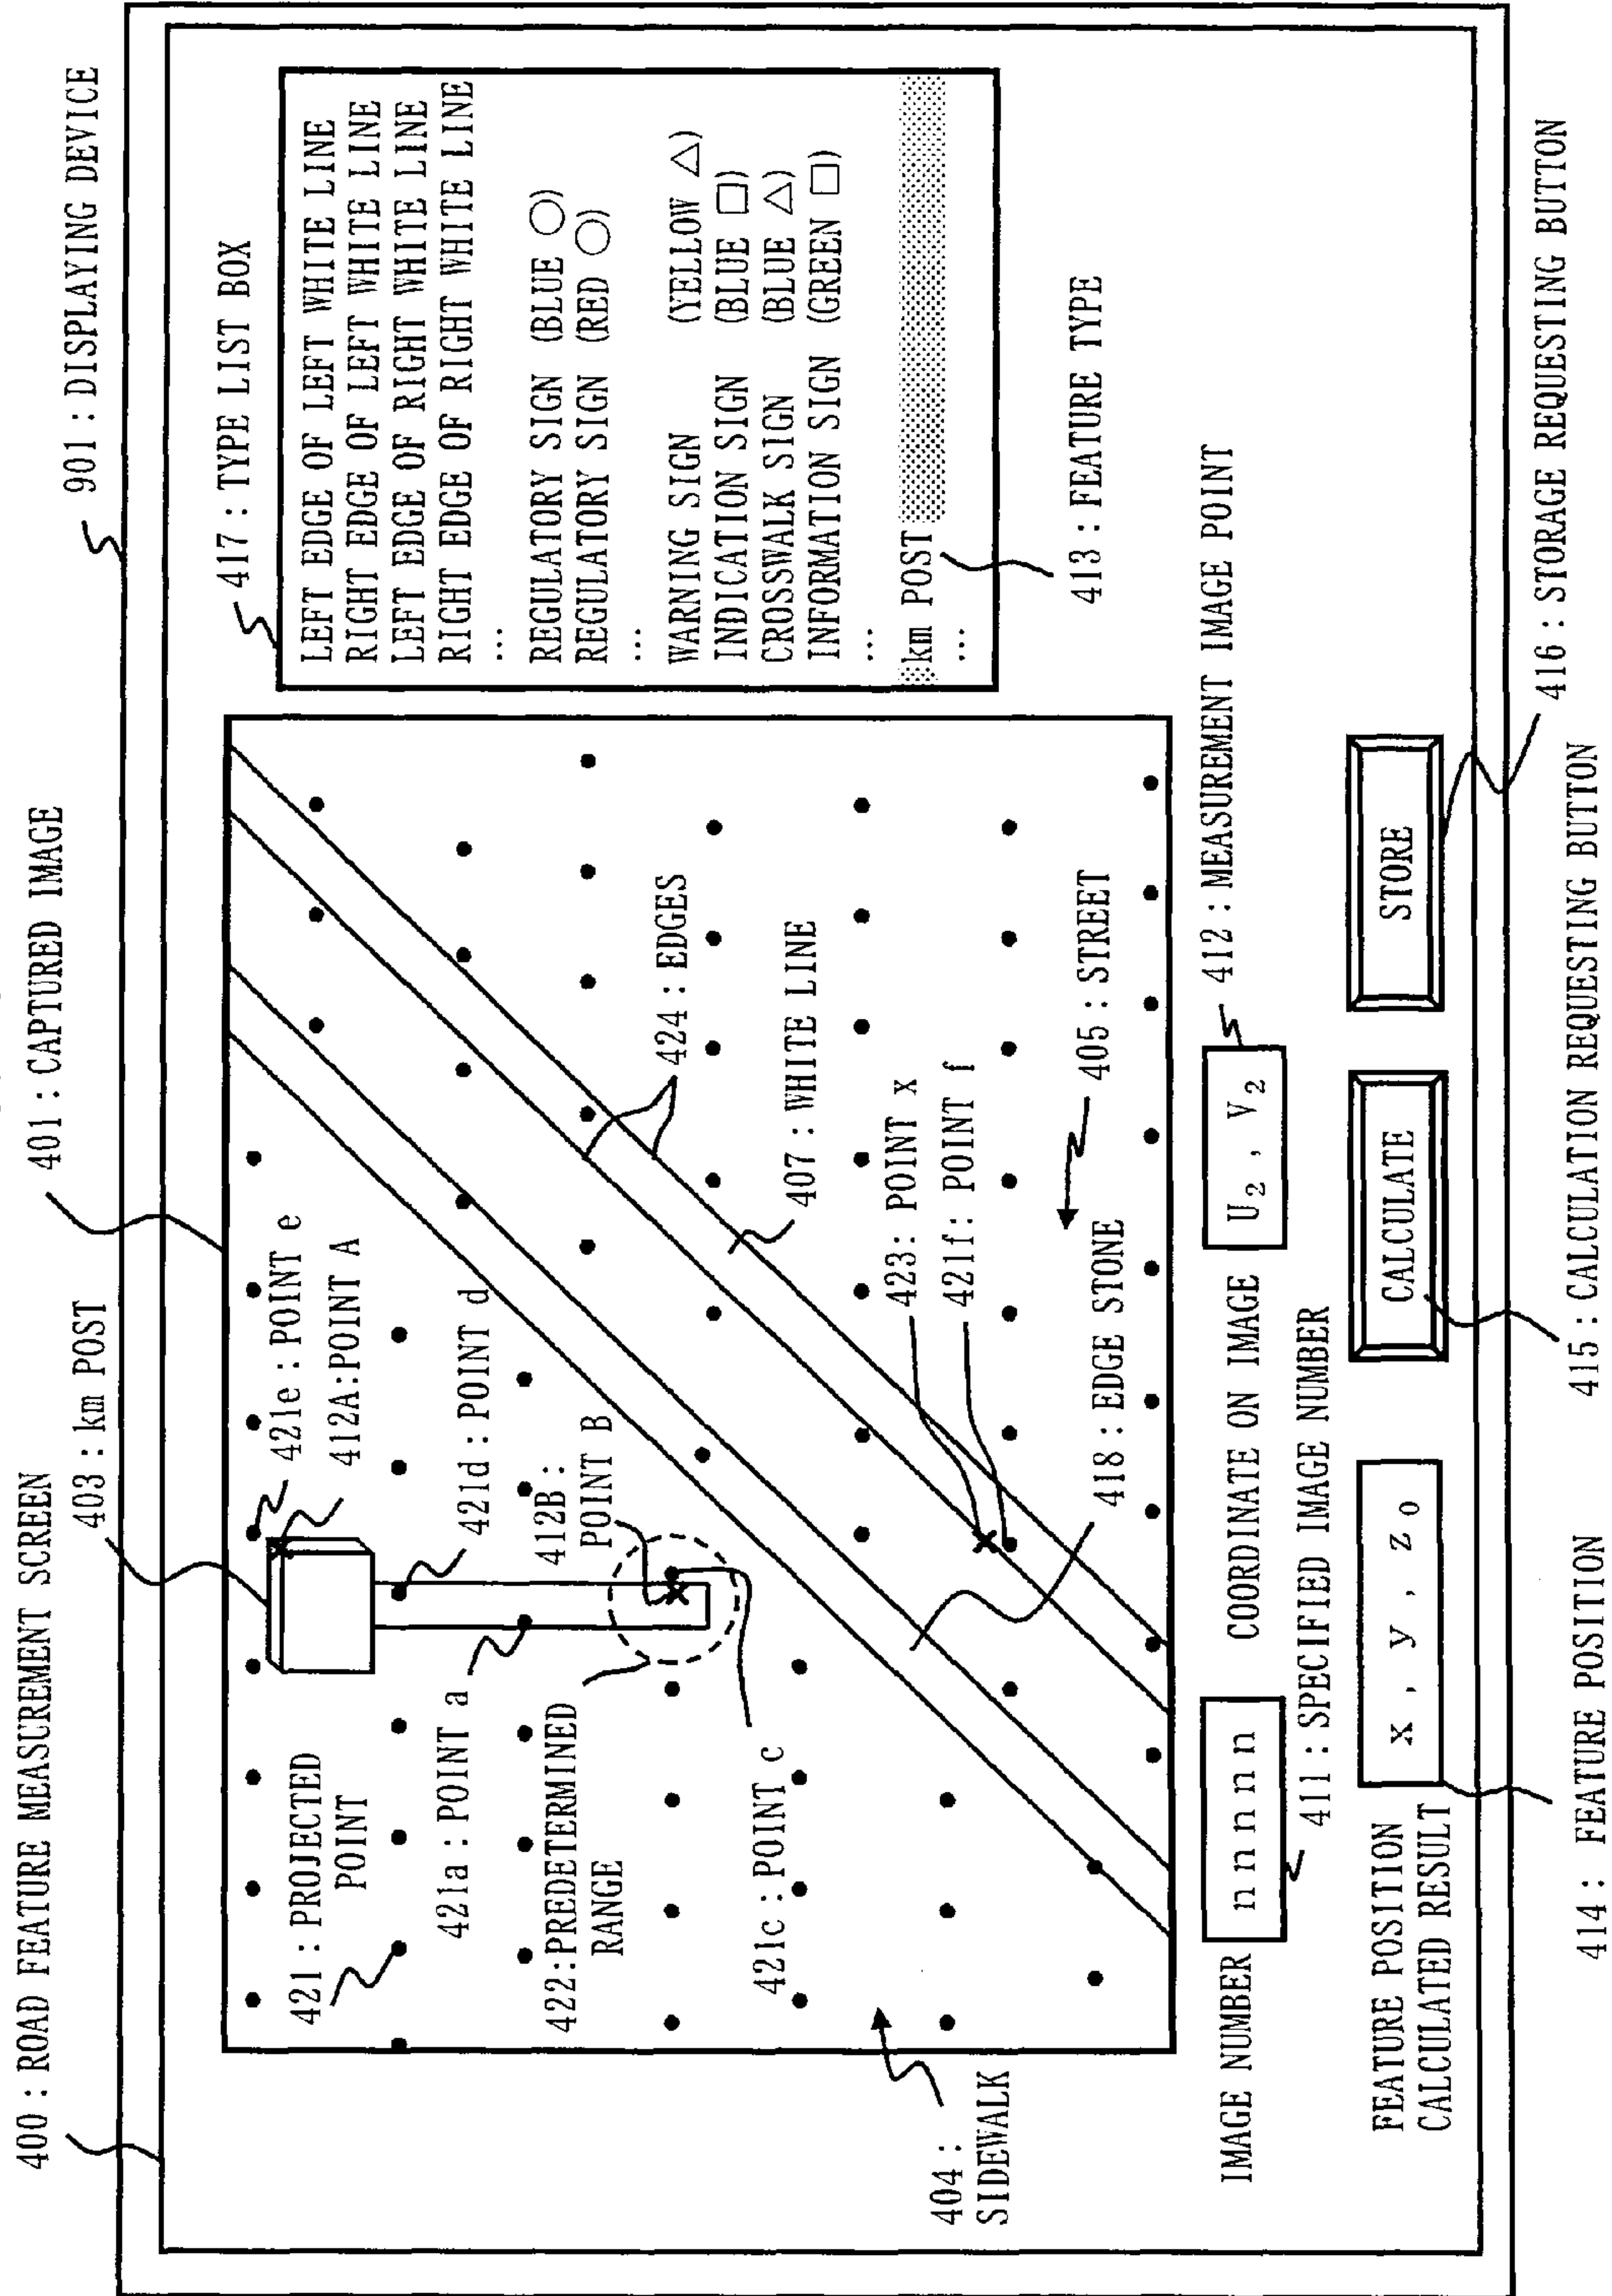 400 : ROAD FEATURE MEASUREMENT SCREEN
403 : km POST
401 : CAPTURED IMAGE
901 : DISPLAYING DEVICE
417 : TYPE LIST BOX
LEFT EDGE OF LEFT WHITE LINE
RIGHT EDGE OF LEFT WHITE LINE
LEFT EDGE OF RIGHT WHITE LINE
RIGHT EDGE OF RIGHT WHITE LINE
...
REGULATORY SIGN (BLUE ○)
REGULATORY SIGN (RED ○)
...
WARNING SIGN (YELLOW △)
INDICATION SIGN (BLUE □)
CROSSWALK SIGN (BLUE △)
INFORMATION SIGN (GREEN □)
...
km POST
...
413 : FEATURE TYPE
421e : POINT e
412A:POINT A
421d : POINT d
421 : PROJECTED
POINT
421a : POINT a
412B :
POINT B
422:PREDETERMINED
RANGE
421c : POINT c
424 : EDGES
407 : WHITE LINE
423: POINT x
421f: POINT f
405 : STREET
418 : EDGE STONE
404 :
SIDEWALK
IMAGE NUMBER
n n n n n
411 : SPECIFIED IMAGE NUMBER
COORDINATE ON IMAGE
U₂ , V₂
412 : MEASUREMENT IMAGE POINT
FEATURE POSITION
CALCULATED RESULT
x , y , z₀
CALCULATE
STORE
414 : FEATURE POSITION
415 : CALCULATION REQUESTING BUTTON
416 : STORAGE REQUESTING BUTTON